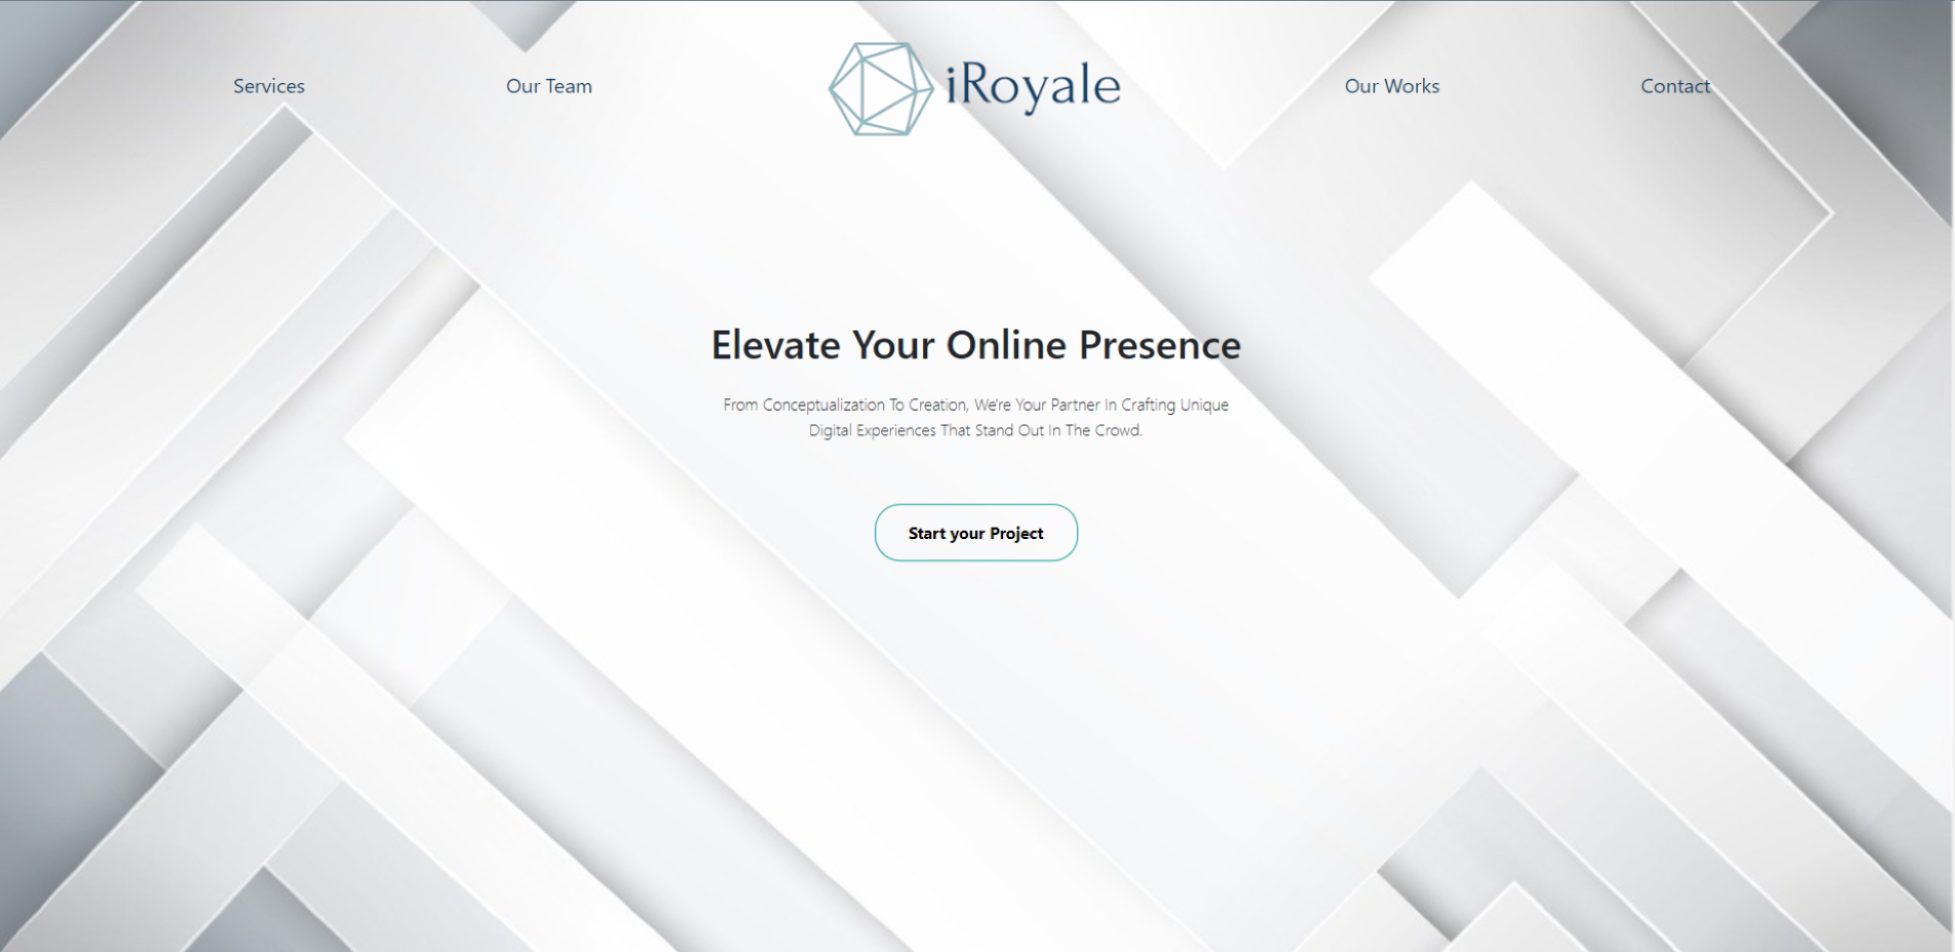 Services
Our Team
iRoyale
Our Works
Contact
Elevate Your Online Presence
From Conceptualization To Creation, We're Your Partner In Crafting Unique
Digital Experiences That Stand Out In The Crowd.
Start your Project